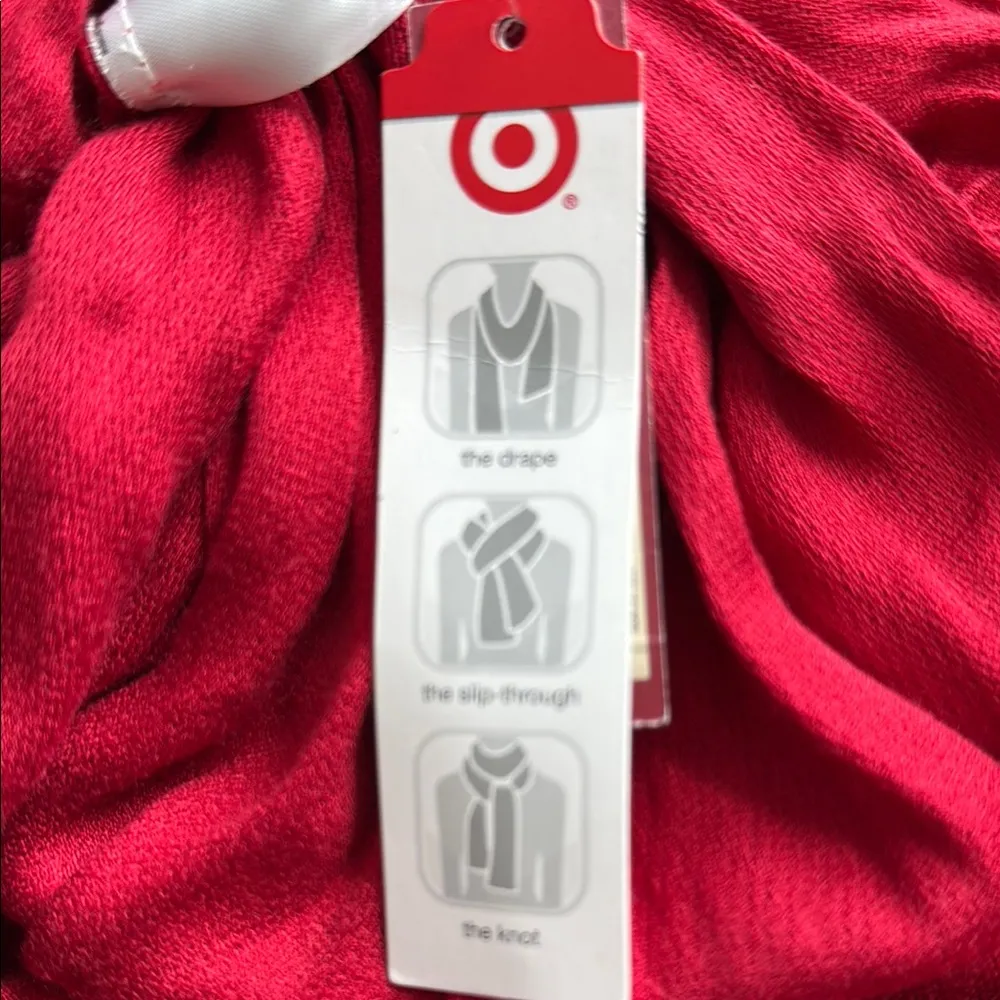 ®
the drape
the slip-through
the knot